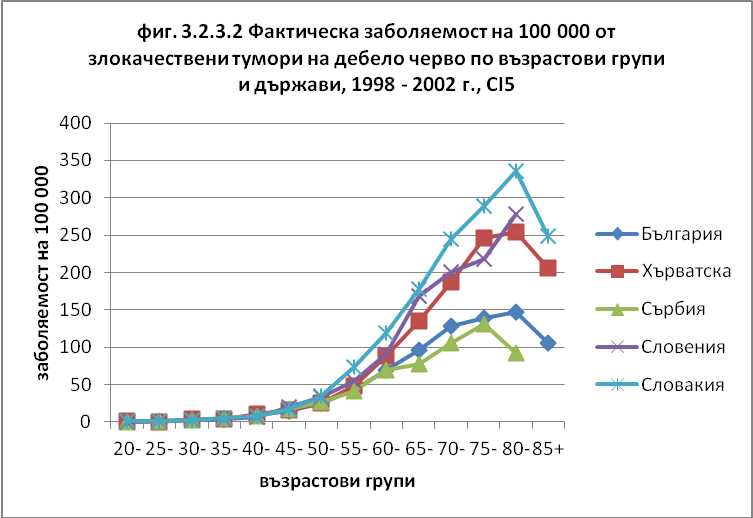 фиг. 3.2.3.2 Фактическа заболяемост на 100 000 от
злокачествени тумори на дебело черво по възрастови групи
и държави, 1998 - 2002 г., CI5
400
350
300
250
200
150
100
50
0
заболяемост на 100 000
20- 25- 30- 35- 40- 45- 50- 55- 60- 65- 70- 75- 80- 85+
възрастови групи
България
Хърватска
Сърбия
Словения
Словакия